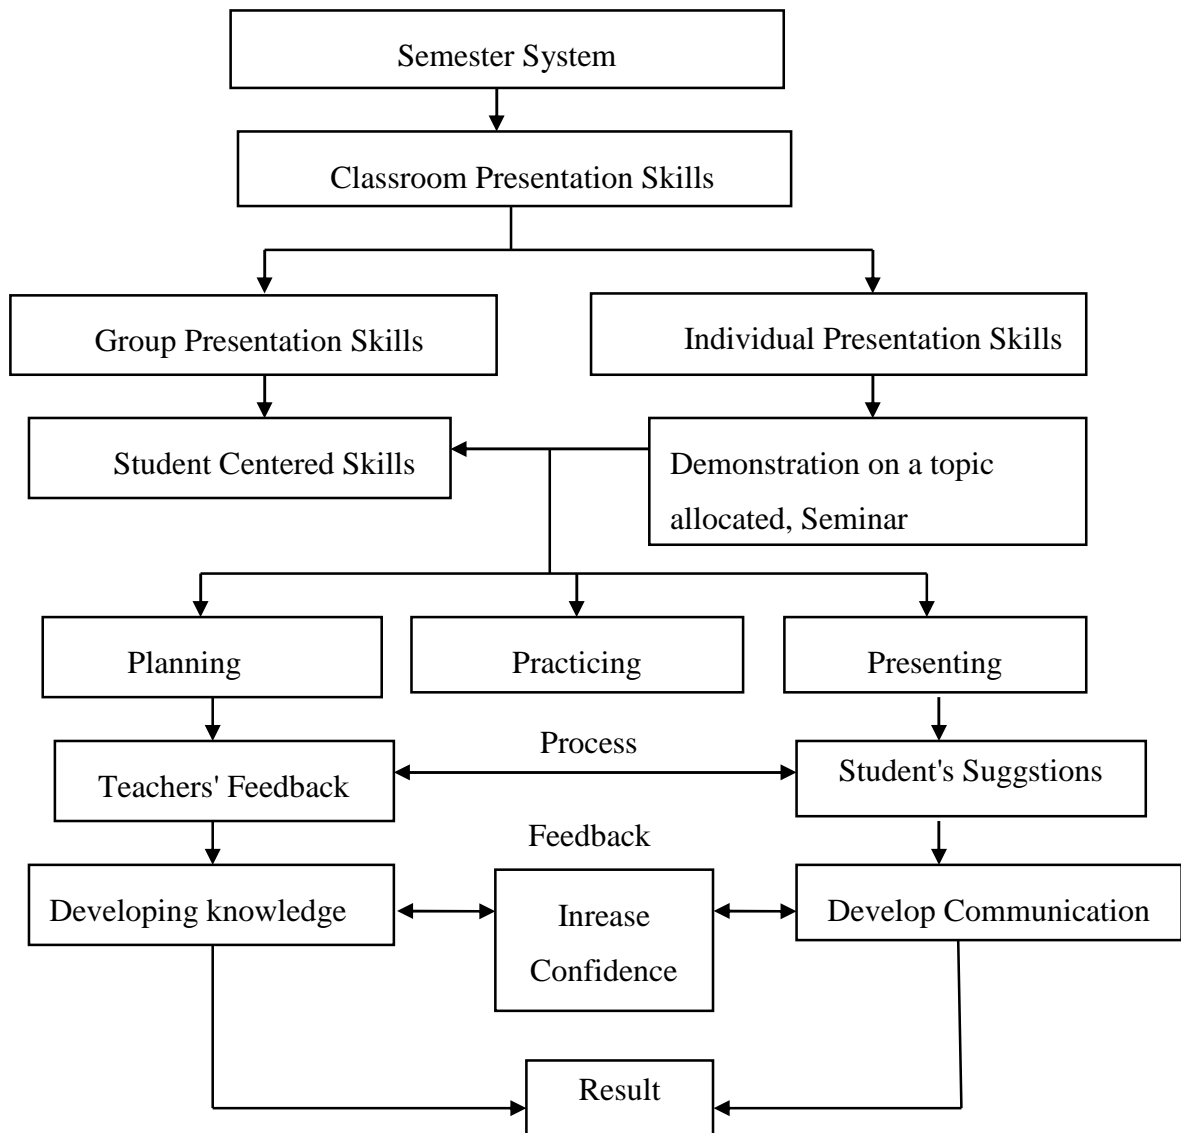 Semester System
Classroom Presentation Skills
Group Presentation Skills
Individual Presentation Skills
Student Centered Skills
Demonstration on a topic
allocated, Seminar
Planning
Practicing
Presenting
Process
Teachers' Feedback
Student's Suggstions
Feedback
Developing knowledge
Inrease
Confidence
Develop Communication
Result